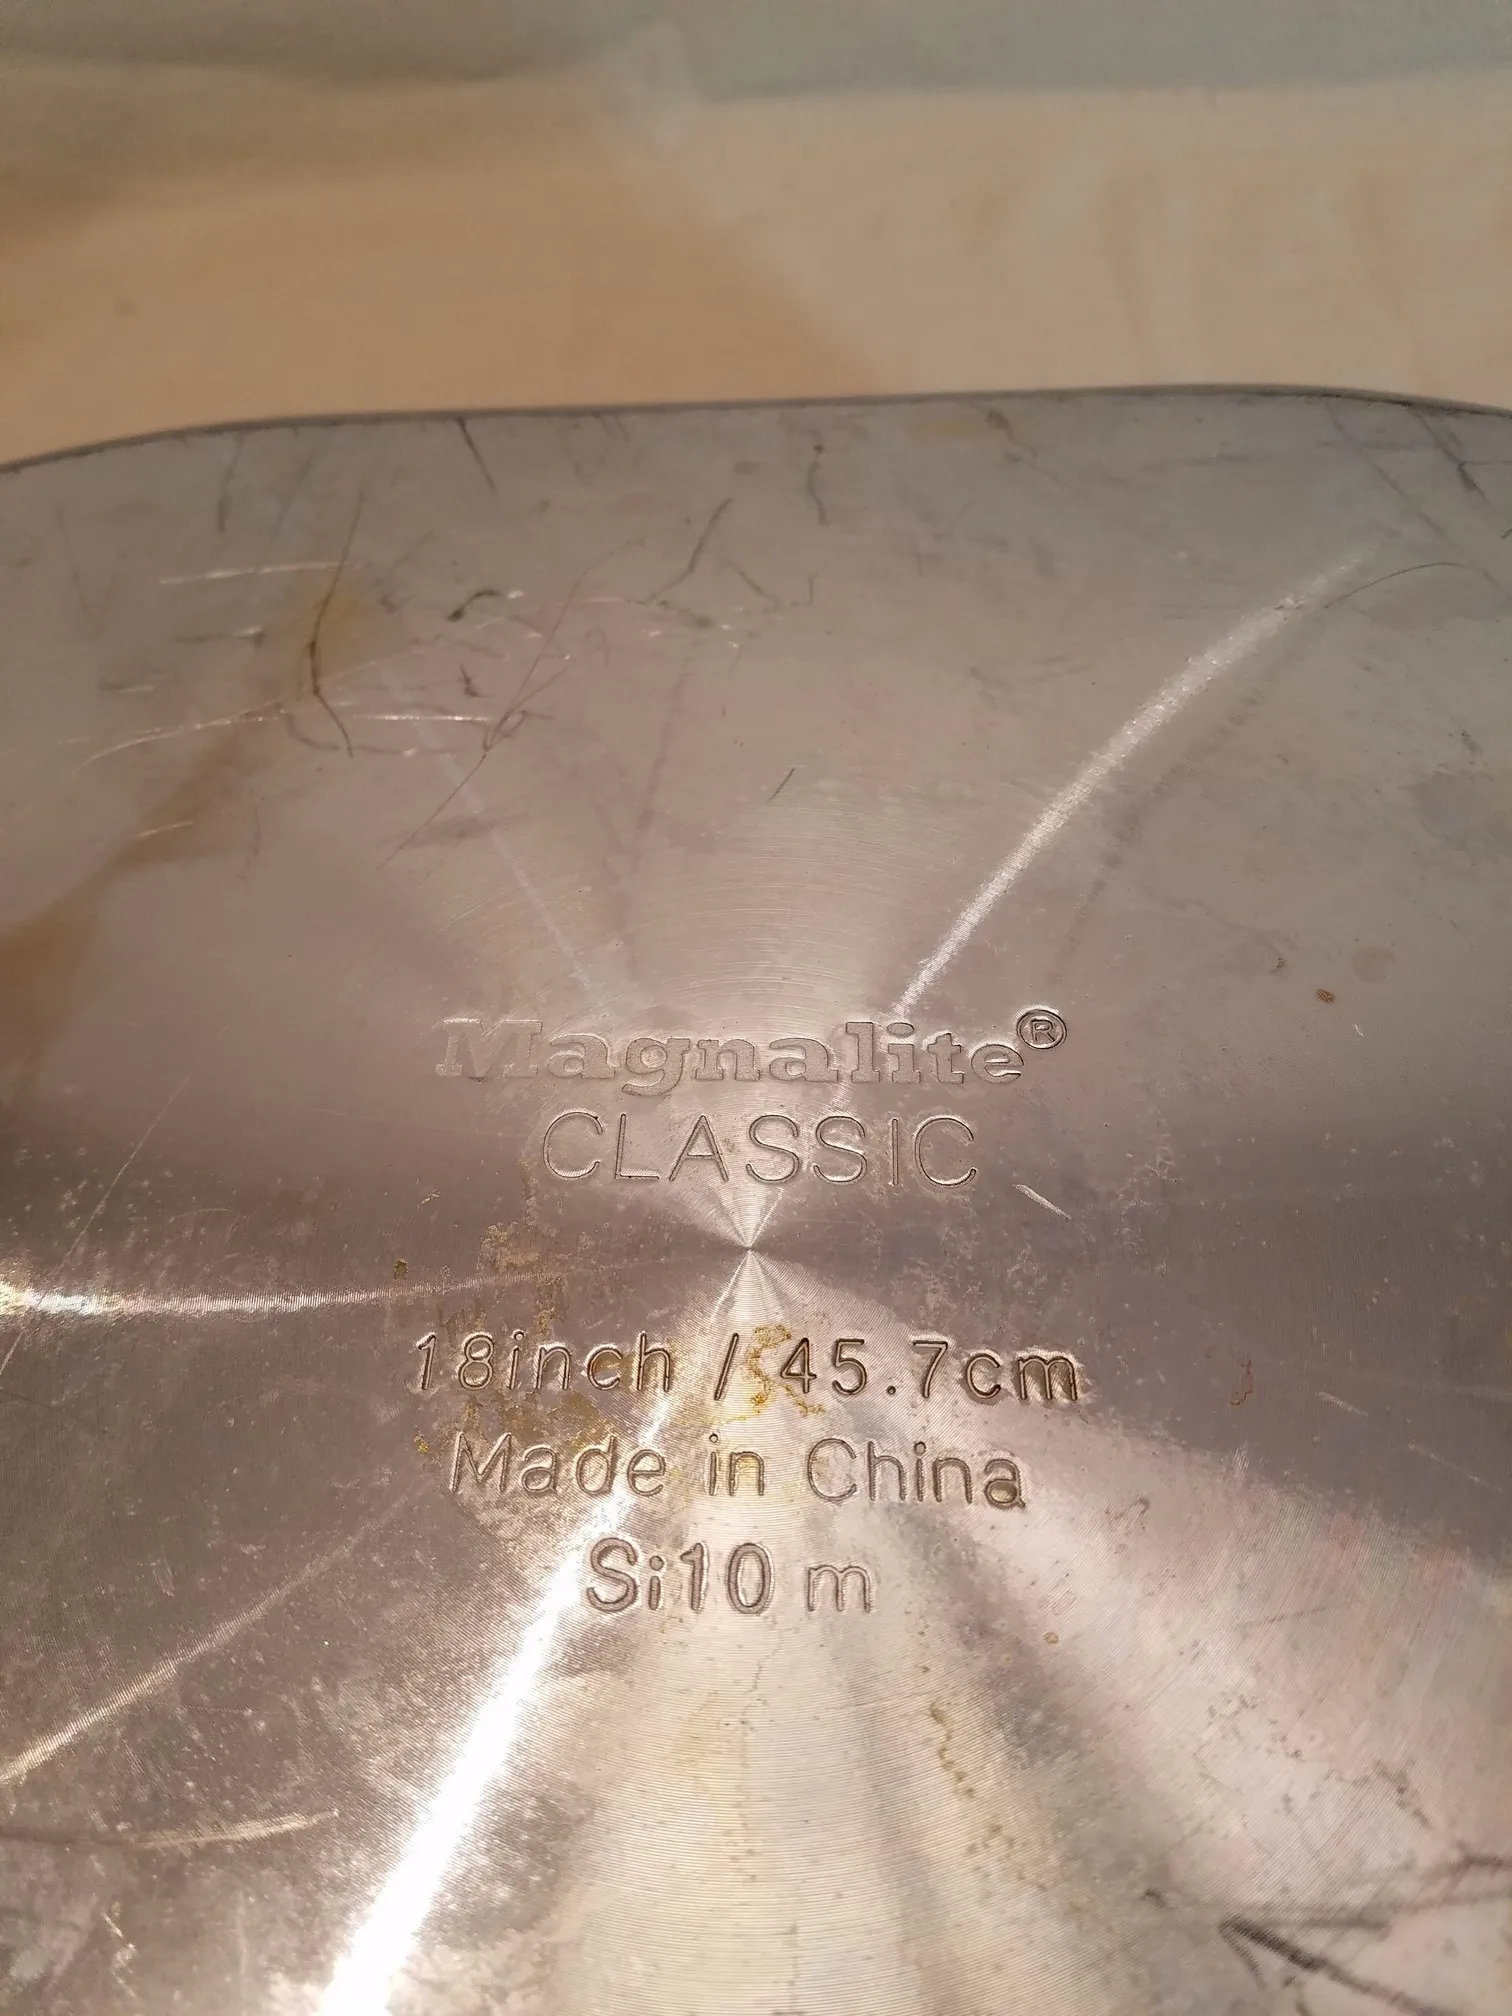 Magnalite®
CLASSIC
18inch / 45.7cm
Made in China
Si10 m